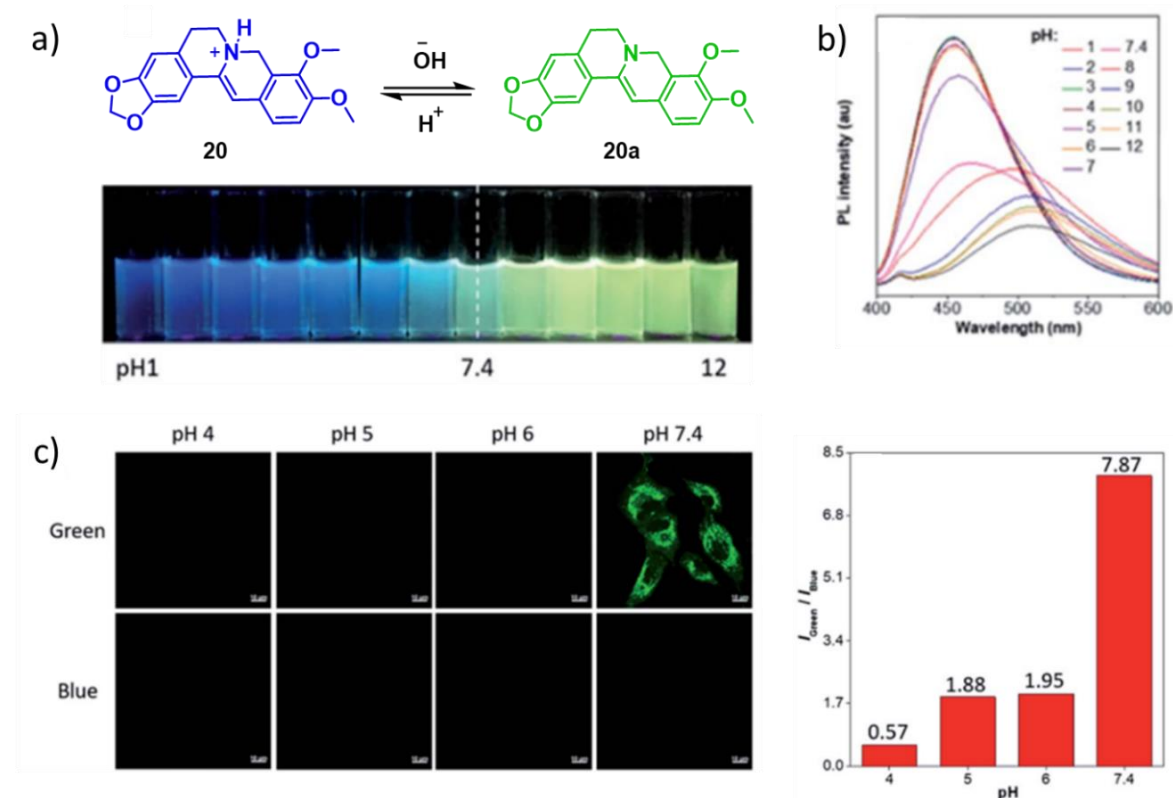 a)
H
N
+
O
O
O
O
20
-
OH
H+
N
O
O
O
O
20a
pH1
7.4
12
b)
pH:
1
7.4
2
8
3
9
4
10
5
11
6
12
7
PL intensity (au)
400
450
500
550
600
Wavelength (nm)
c)
pH 4
pH 5
pH 6
pH 7.4
Green
Blue
8.5
6.8
5.1
3.4
1.7
0.0
I Green / I Blue
0.57
1.88
1.95
7.87
4
5
6
7.4
pH